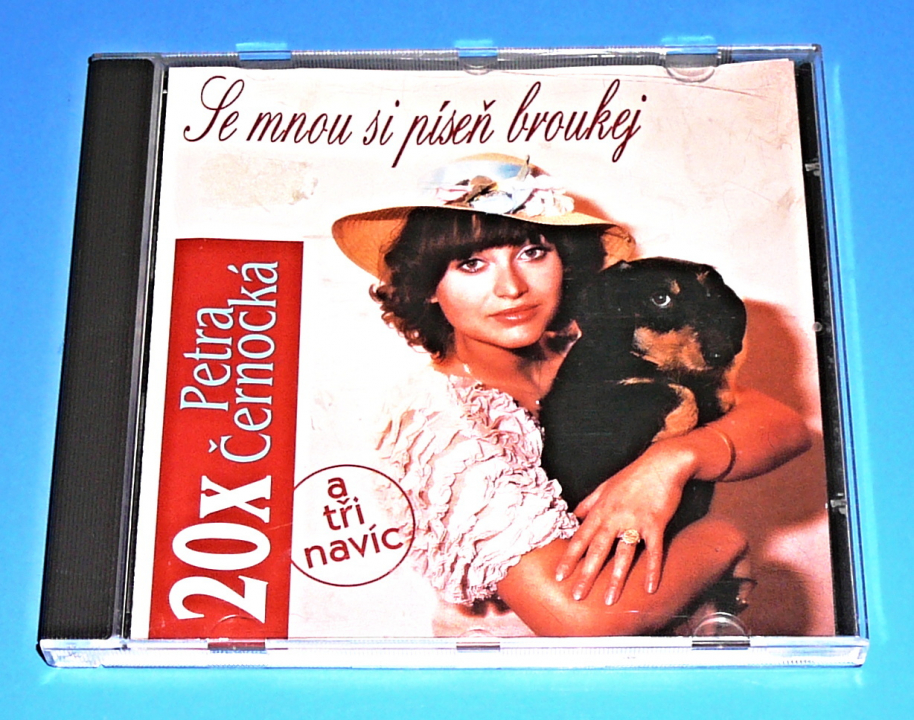 Se mnou si píseň broukej
20x Petra
Černocká
a
tři
navíc